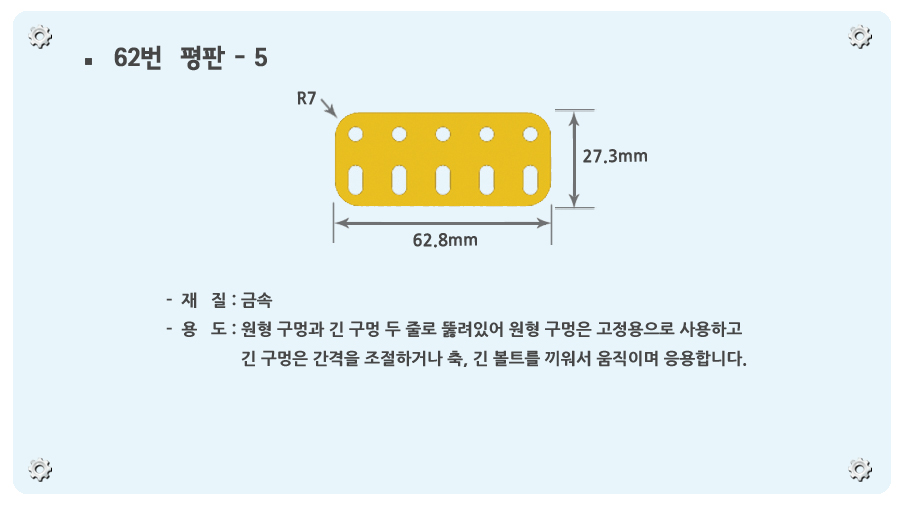 ▪ 62번 평판 - 5
R7
27.3mm
62.8mm
- 재 질 : 금속
- 용 도 : 원형 구멍과 긴 구멍 두 줄로 뚫려있어 원형 구멍은 고정용으로 사용하고
긴 구멍은 간격을 조절하거나 축, 긴 볼트를 끼워서 움직이며 응용합니다.